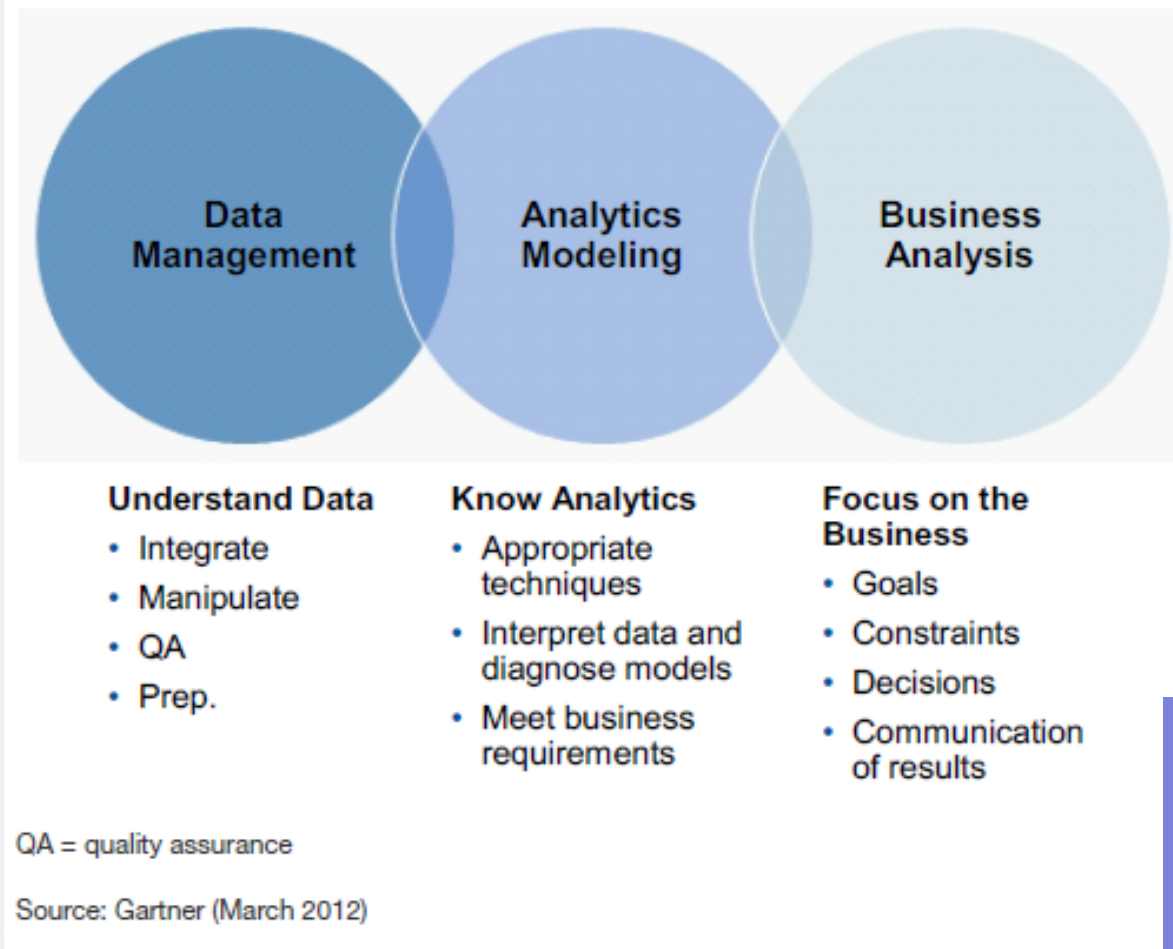 Data
Management
Analytics
Modeling
Business
Analysis
Understand Data
• Integrate
• Manipulate
• QA
• Prep.
Know Analytics
• Appropriate
techniques
• Interpret data and
diagnose models
• Meet business
requirements
Focus on the
Business
• Goals
• Constraints
• Decisions
• Communication
of results
QA = quality assurance
Source: Gartner (March 2012)